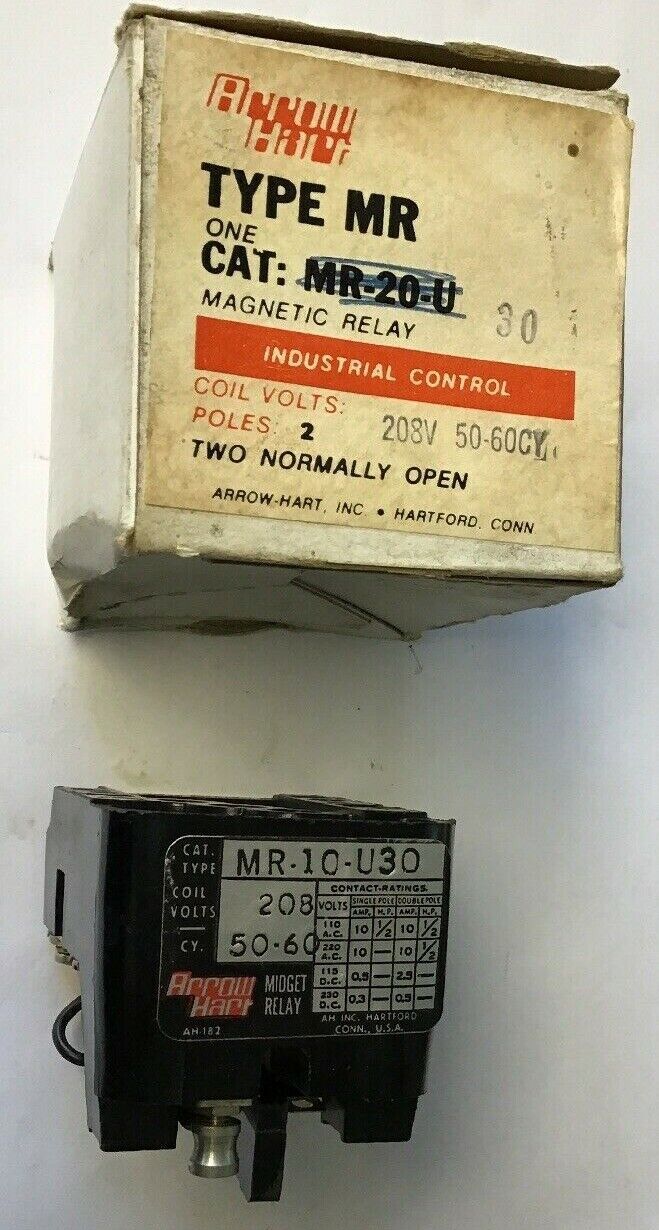 Arrow
Hart
TYPE MR
ONE
CAT: MR-20-U 30
MAGNETIC RELAY
INDUSTRIAL CONTROL
COIL VOLTS: 208V 50-60CY.
POLES: 2
TWO NORMALLY OPEN
ARROW-HART, INC. • HARTFORD, CONN
CAT. TYPE MR-10-U30
COIL VOLTS 208
CY. 50-60
CONTACT-RATINGS.
VOLTS SINGLE POLE DOUBLE POLE
AMP. H.P. AMP. H.P.
110 A.C. 10 1/2 10 1/2
220 A.C. 10 — 10 1/2
115 D.C. 0.5 — 2.5 —
230 D.C. 0.3 — 0.5 —
Arrow
Hart
MIDGET
RELAY
AH-182
AH INC. HARTFORD
CONN., U.S.A.